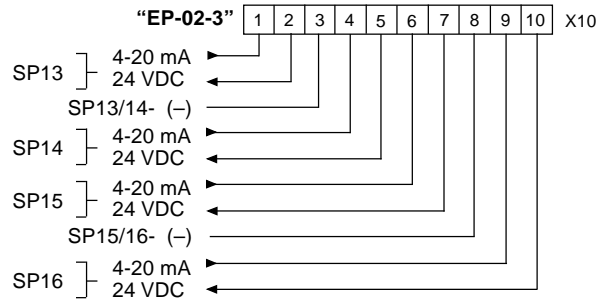 “EP-02-3” 1 2 3 4 5 6 7 8 9 10 X10
4-20 mA
SP13
24 VDC
SP13/14- (–)
4-20 mA
SP14
24 VDC
4-20 mA
SP15
24 VDC
SP15/16- (–)
4-20 mA
SP16
24 VDC